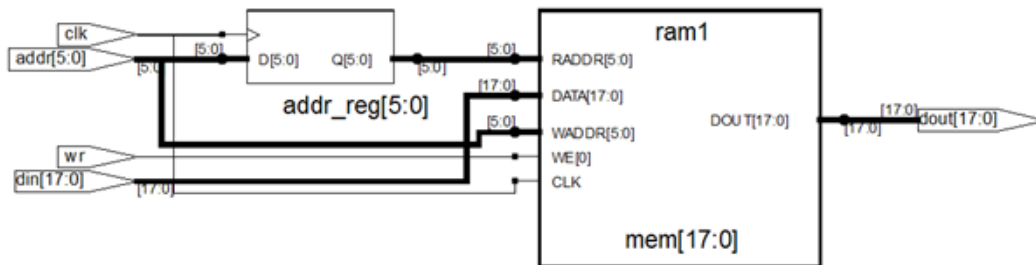 clk
addr[5:0]
[5:0]
[5:0]
D[5:0]
Q[5:0]
[5:0]
addr_reg[5:0]
wr
din[17:0]
[17:0]
ram1
[5:0]
RADDR[5:0]
[17:0]
DATA[17:0]
[5:0]
WADDR[5:0]
WE[0]
CLK
DOUT[17:0]
mem[17:0]
[17:0]
[17:0]
dout[17:0]